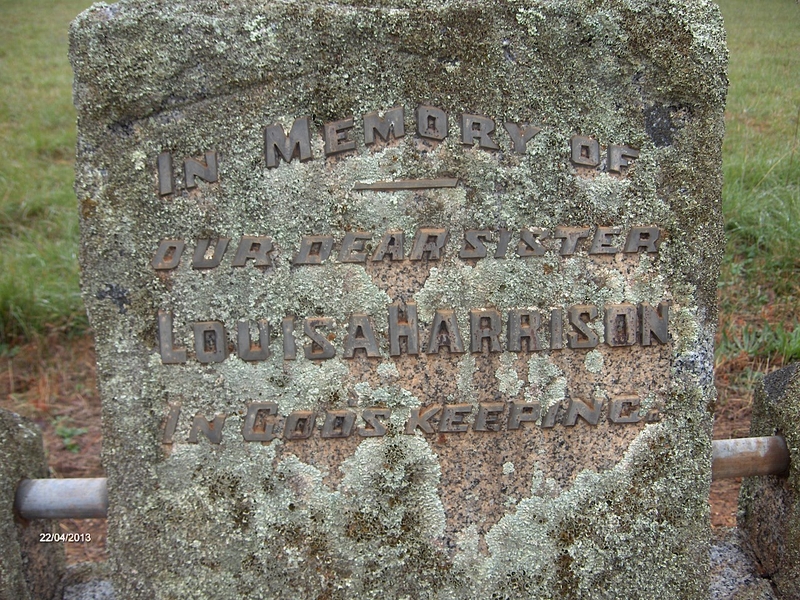 IN MEMORY OF
OUR DEAR SISTER
LOUISA HARRISON
IN GOD'S KEEPING.
22/04/2013